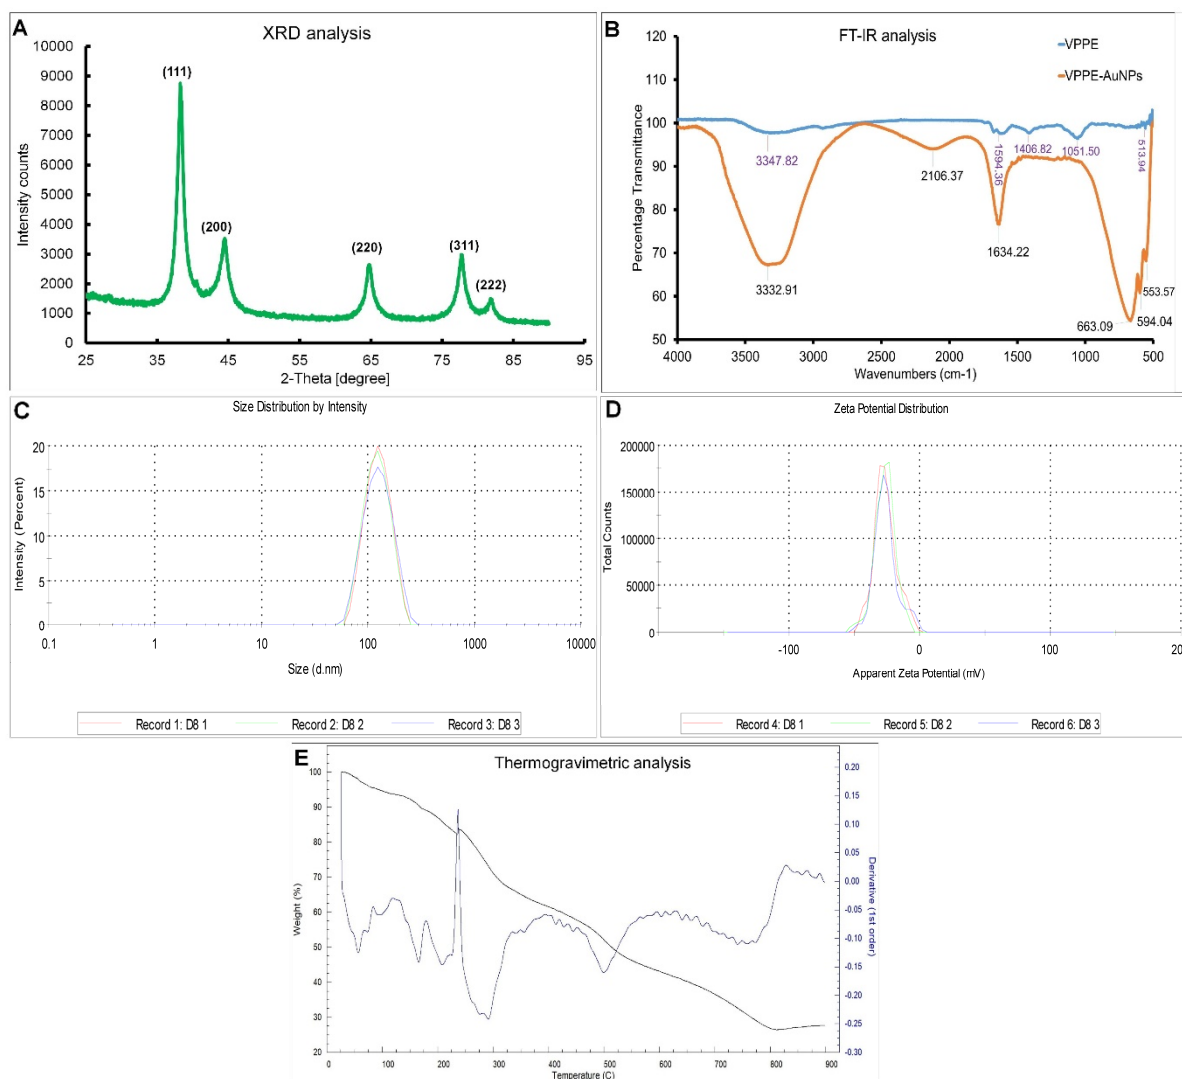 A
XRD analysis
Intensity counts
10000
9000
8000
7000
6000
5000
4000
3000
2000
1000
0
(111)
(200)
(220)
(311)
(222)
25 35 45 55 65 75 85 95
2-Theta [degree]
B
FT-IR analysis
VPPE
VPPE-AuNPs
Percentage Transmittance
120
110
100
90
80
70
60
50
3347.82
1594.36
1406.82
1051.50
513.94
2106.37
1634.22
3332.91
663.09
553.57
594.04
4000 3500 3000 2500 2000 1500 1000 500
Wavenumbers (cm-1)
C
Size Distribution by Intensity
Intensity (Percent)
20
15
10
5
0
0.1 1 10 100 1000 10000
Size (d.nm)
Record 1: D8 1 Record 2: D8 2 Record 3: D8 3
D
Zeta Potential Distribution
Total Counts
200000
150000
100000
50000
0
-100 0 100 20
Apparent Zeta Potential (mV)
Record 4: D8 1 Record 5: D8 2 Record 6: D8 3
E
Thermogravimetric analysis
Weight (%)
100
90
80
70
60
50
40
30
20
0.20
0.15
0.10
0.05
0.00
-0.05
-0.10
-0.15
-0.20
-0.25
-0.30
Derivative (1st order)
0 100 200 300 400 500 600 700 800 900
Temperature (C)